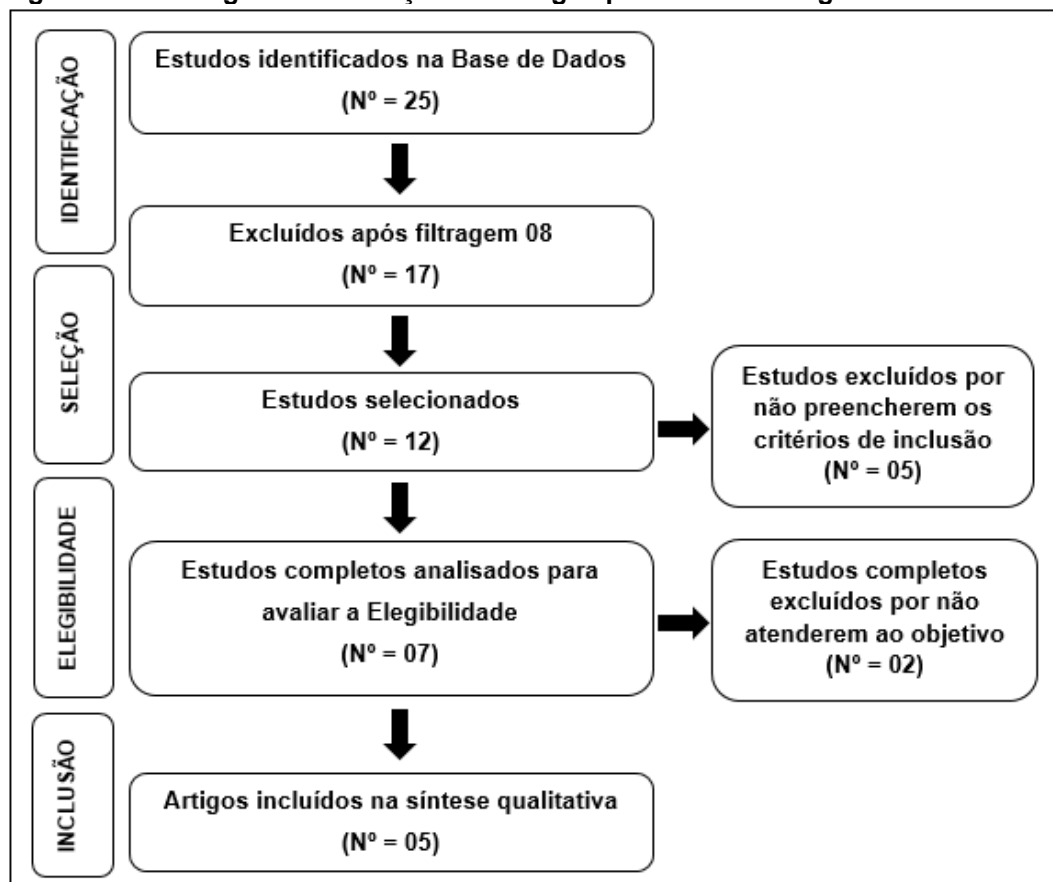 IDENTIFICAÇÃO
Estudos identificados na Base de Dados
(Nº = 25)
Excluídos após filtragem 08
(Nº = 17)
SELEÇÃO
Estudos selecionados
(Nº = 12)
Estudos excluídos por
não preencherem os
critérios de inclusão
(Nº = 05)
ELEGIBILIDADE
Estudos completos analisados para
avaliar a Elegibilidade
(Nº = 07)
Estudos completos
excluídos por não
atenderem ao objetivo
(Nº = 02)
INCLUSÃO
Artigos incluídos na síntese qualitativa
(Nº = 05)